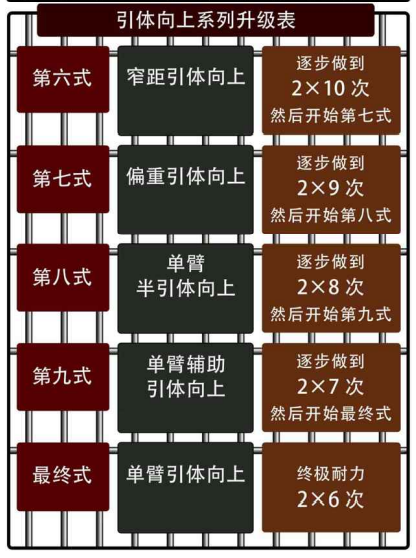 引体向上系列升级表
第六式
窄距引体向上
逐步做到
2×10 次
然后开始第七式
第七式
偏重引体向上
逐步做到
2×9 次
然后开始第八式
第八式
单臂
半引体向上
逐步做到
2×8 次
然后开始第九式
第九式
单臂辅助
引体向上
逐步做到
2×7 次
然后开始最终式
最终式
单臂引体向上
终极耐力
2×6 次